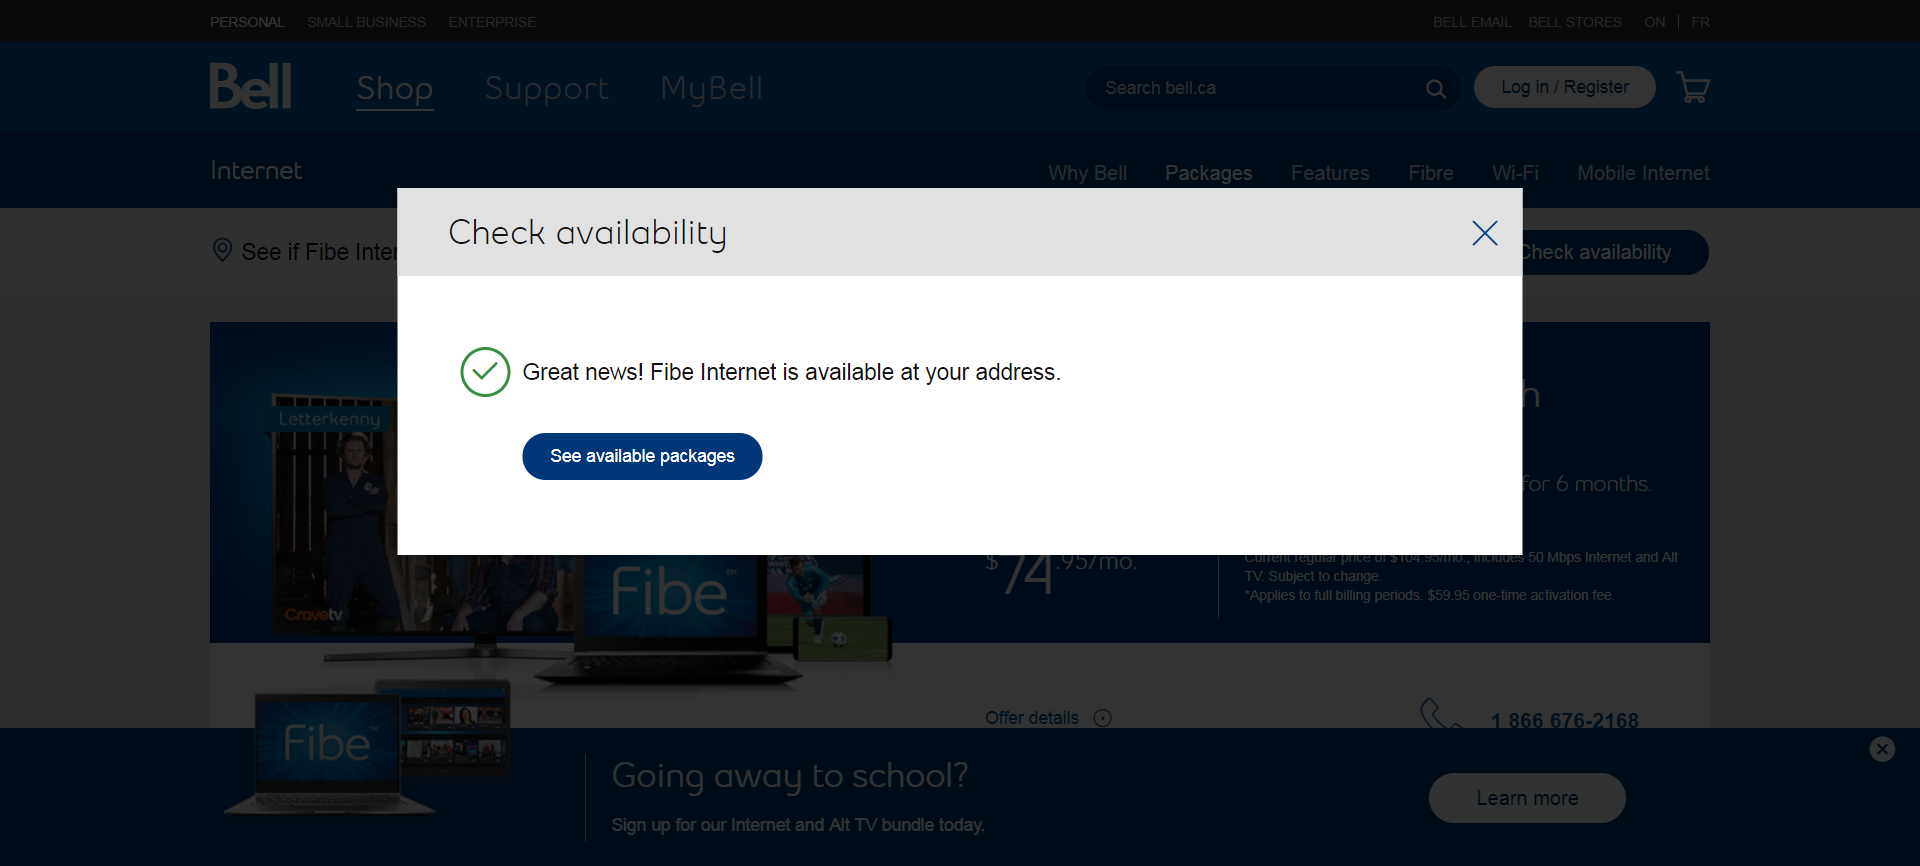 PERSONAL SMALL BUSINESS ENTERPRISE BELL EMAIL BELL STORES ON FR
Bell Shop Support MyBell Search bell.ca Log in / Register
Internet Why Bell Packages Features Fibre Wi-Fi Mobile Internet
Check availability
See if Fibe Inter Check availability
Great news! Fibe Internet is available at your address.
See available packages
Letterkenny
h
for 6 months.
$74.95/mo.
Current regular price of $104.95/mo., includes 50 Mbps Internet and Alt
TV. Subject to change.
*Applies to full billing periods. $59.95 one-time activation fee.
Fibe™
Cravetv
Offer details 1 866 676-2168
Fibe™
Going away to school?
Learn more
Sign up for our Internet and Alt TV bundle today.